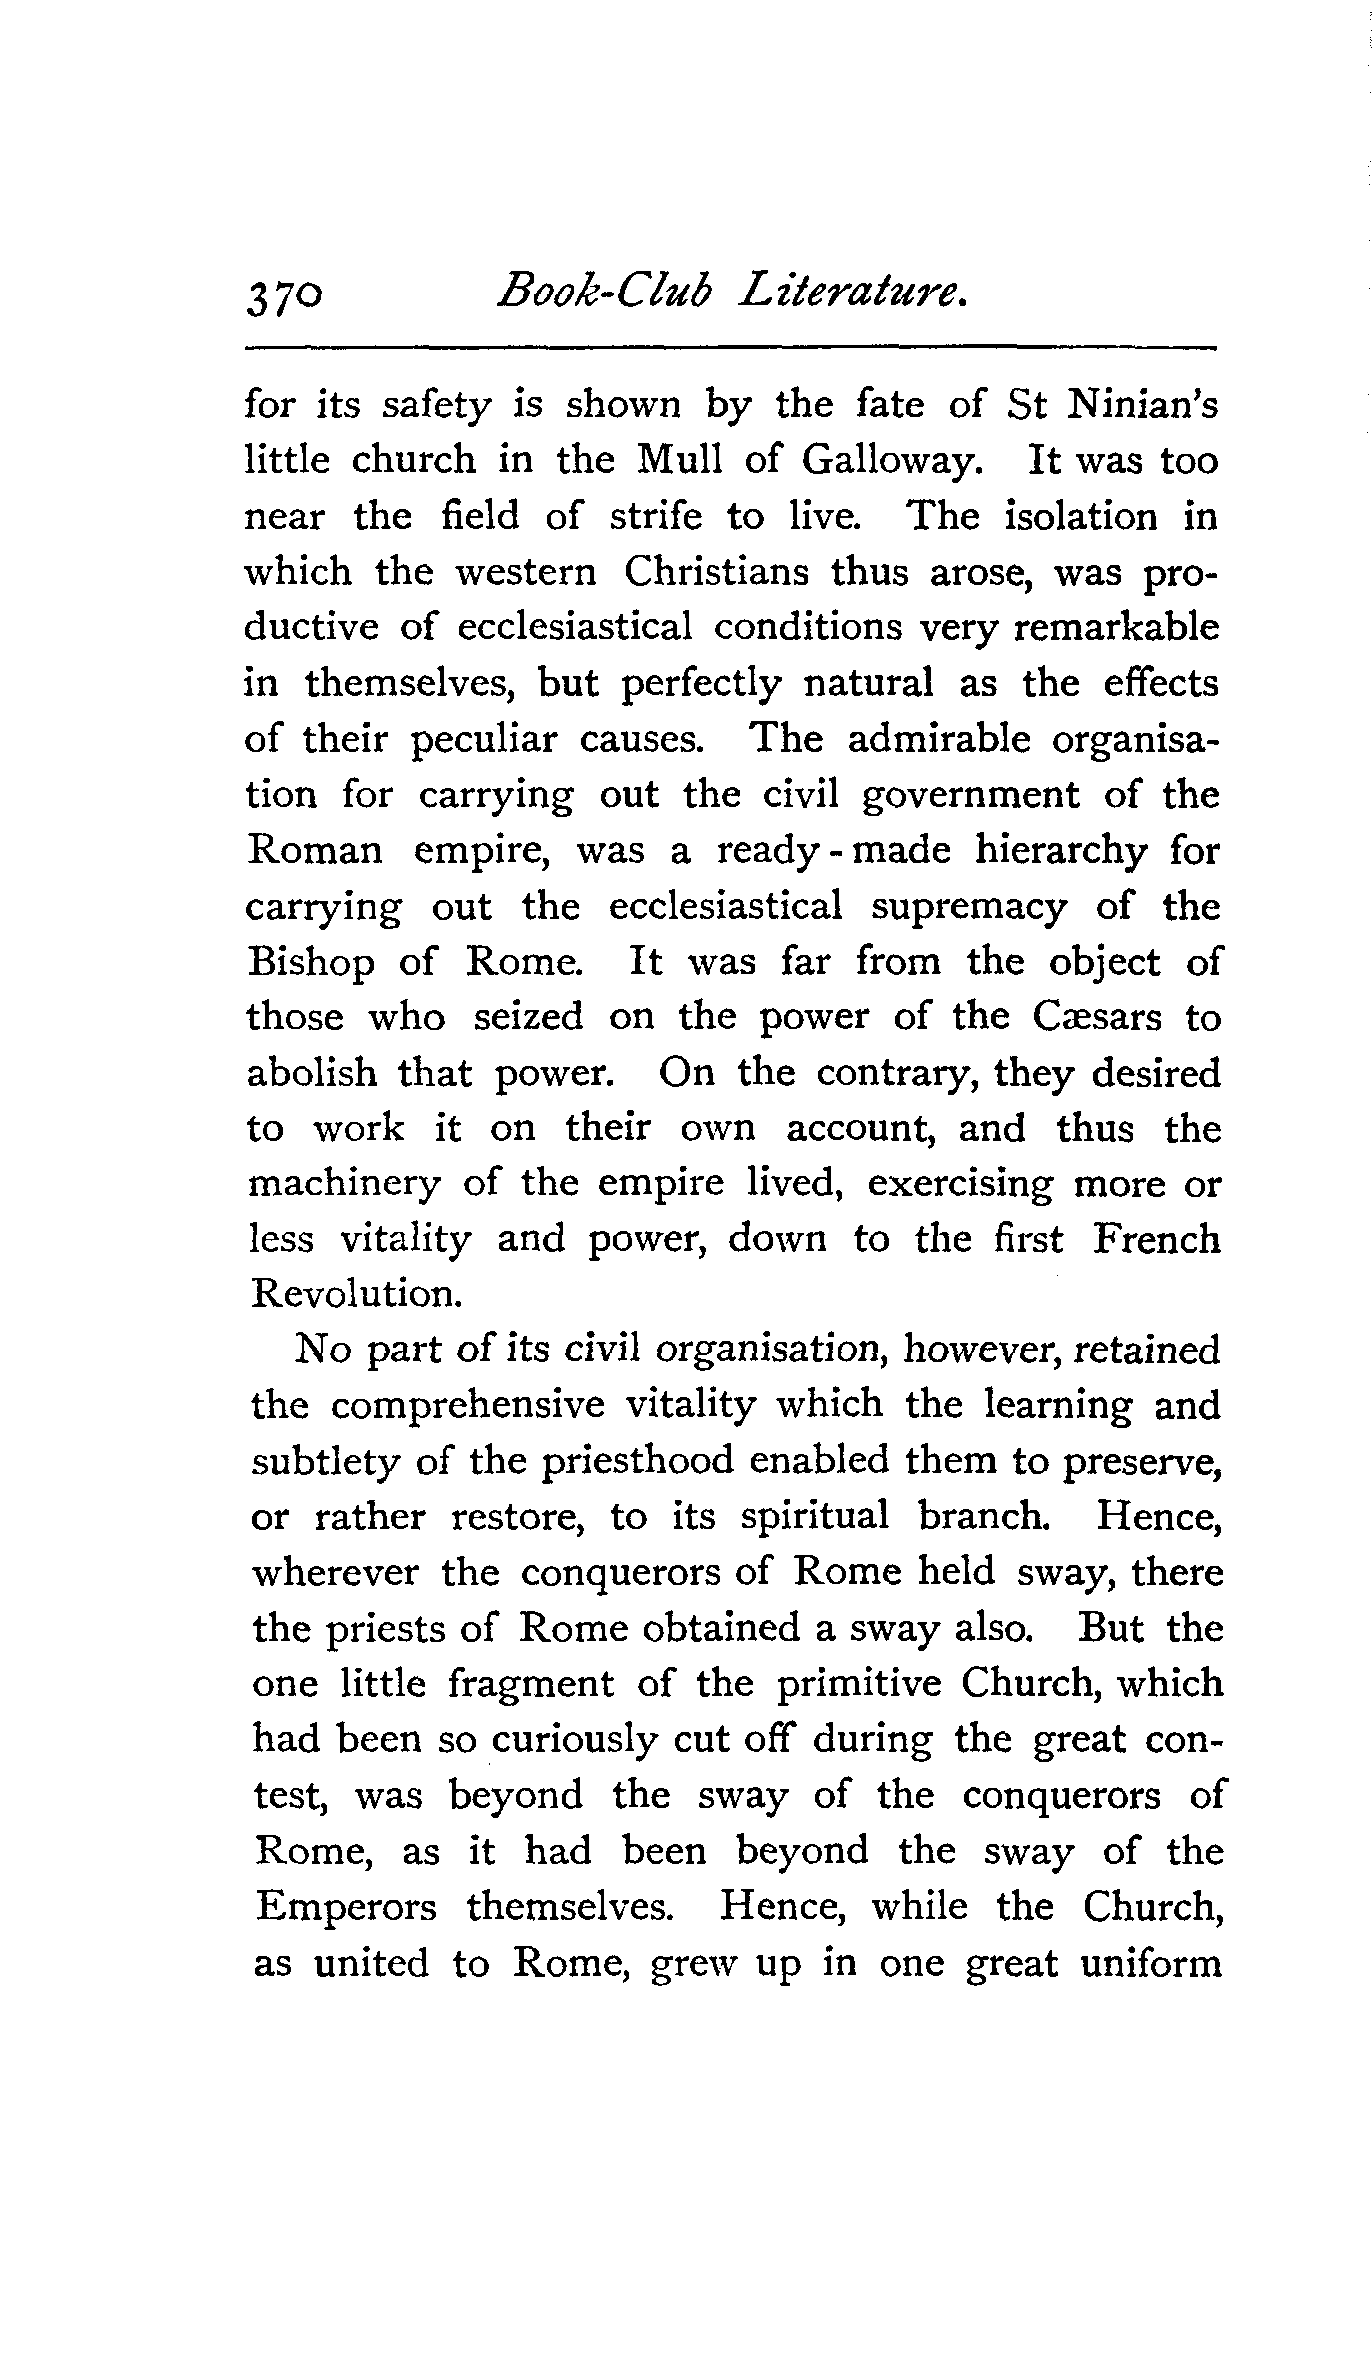 370 Book-Club Literature.
for its safety is shown by the fate of St Ninian's
little church in the Mull of Galloway. It was too
near the field of strife to live. The isolation in
which the western Christians thus arose, was pro-
ductive of ecclesiastical conditions very remarkable
in themselves, but perfectly natural as the effects
of their peculiar causes. The admirable organisa-
tion for carrying out the civil government of the
Roman empire, was a ready-made hierarchy for
carrying out the ecclesiastical supremacy of the
Bishop of Rome. It was far from the object of
those who seized on the power of the Cæsars to
abolish that power. On the contrary, they desired
to work it on their own account, and thus the
machinery of the empire lived, exercising more or
less vitality and power, down to the first French
Revolution.
No part of its civil organisation, however, retained
the comprehensive vitality which the learning and
subtlety of the priesthood enabled them to preserve,
or rather restore, to its spiritual branch. Hence,
wherever the conquerors of Rome held sway, there
the priests of Rome obtained a sway also. But the
one little fragment of the primitive Church, which
had been so curiously cut off during the great con-
test, was beyond the sway of the conquerors of
Rome, as it had been beyond the sway of the
Emperors themselves. Hence, while the Church,
as united to Rome, grew up in one great uniform